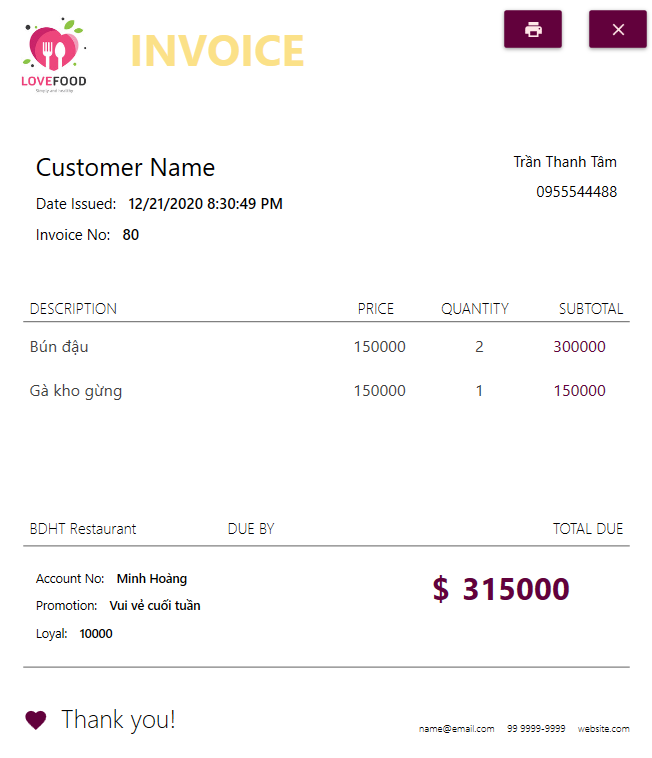 LOVEFOOD
INVOICE
Customer Name
Trần Thanh Tâm
Date Issued: 12/21/2020 8:30:49 PM
0955544488
Invoice No: 80
DESCRIPTION PRICE QUANTITY SUBTOTAL
Bún đậu 150000 2 300000
Gà kho gừng 150000 1 150000
BDHT Restaurant DUE BY TOTAL DUE
Account No: Minh Hoàng
$ 315000
Promotion: Vui vẻ cuối tuần
Loyal: 10000
Thank you!
name@email.com 99 9999-9999 website.com